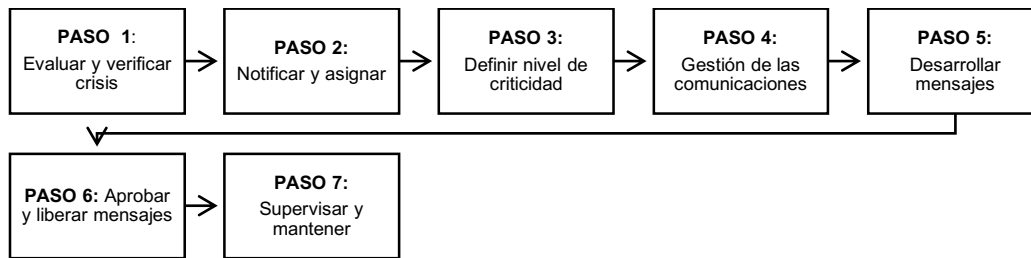 PASO 1:
Evaluar y verificar
crisis
PASO 2:
Notificar y asignar
PASO 3:
Definir nivel de
criticidad
PASO 4:
Gestión de las
comunicaciones
PASO 5:
Desarrollar
mensajes
PASO 6: Aprobar
y liberar mensajes
PASO 7:
Supervisar y
mantener